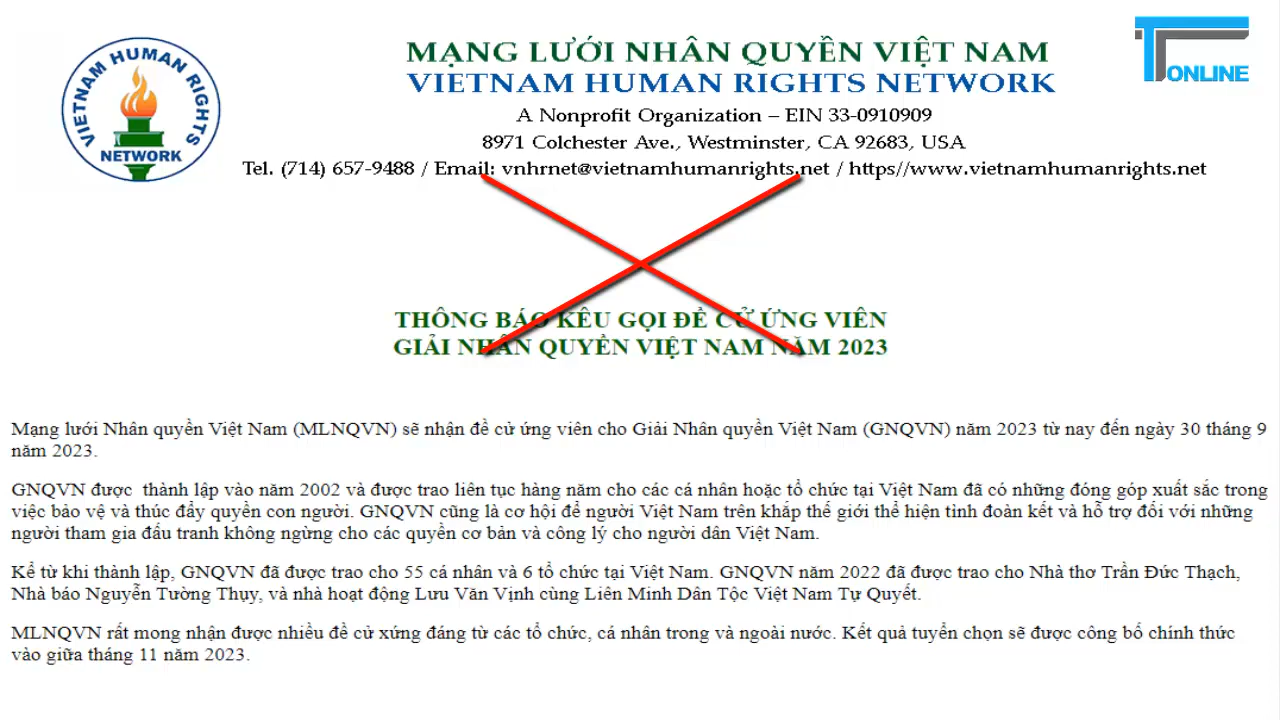 VIETNAM HUMAN RIGHTS
NETWORK
MẠNG LƯỚI NHÂN QUYỀN VIỆT NAM
VIETNAM HUMAN RIGHTS NETWORK
A Nonprofit Organization – EIN 33-0910909
8971 Colchester Ave., Westminster, CA 92683, USA
Tel. (714) 657-9488 / Email: vnhrnet@vietnamhumanrights.net / https//www.vietnamhumanrights.net
ONLINE
THÔNG BÁO KÊU GỌI ĐỀ CỬ ỨNG VIÊN
GIẢI NHÂN QUYỀN VIỆT NAM NĂM 2023
Mạng lưới Nhân quyền Việt Nam (MLNQVN) sẽ nhận đề cử ứng viên cho Giải Nhân quyền Việt Nam (GNQVN) năm 2023 từ nay đến ngày 30 tháng 9
năm 2023.
GNQVN được thành lập vào năm 2002 và được trao liên tục hàng năm cho các cá nhân hoặc tổ chức tại Việt Nam đã có những đóng góp xuất sắc trong
việc bảo vệ và thúc đẩy quyền con người. GNQVN cũng là cơ hội để người Việt Nam trên khắp thế giới thể hiện tình đoàn kết và hỗ trợ đối với những
người tham gia đấu tranh không ngừng cho các quyền cơ bản và công lý cho người dân Việt Nam.
Kể từ khi thành lập, GNQVN đã được trao cho 55 cá nhân và 6 tổ chức tại Việt Nam. GNQVN năm 2022 đã được trao cho Nhà thơ Trần Đức Thạch,
Nhà báo Nguyễn Tường Thụy, và nhà hoạt động Lưu Văn Vịnh cùng Liên Minh Dân Tộc Việt Nam Tự Quyết.
MLNQVN rất mong nhận được nhiều đề cử xứng đáng từ các tổ chức, cá nhân trong và ngoài nước. Kết quả tuyển chọn sẽ được công bố chính thức
vào giữa tháng 11 năm 2023.